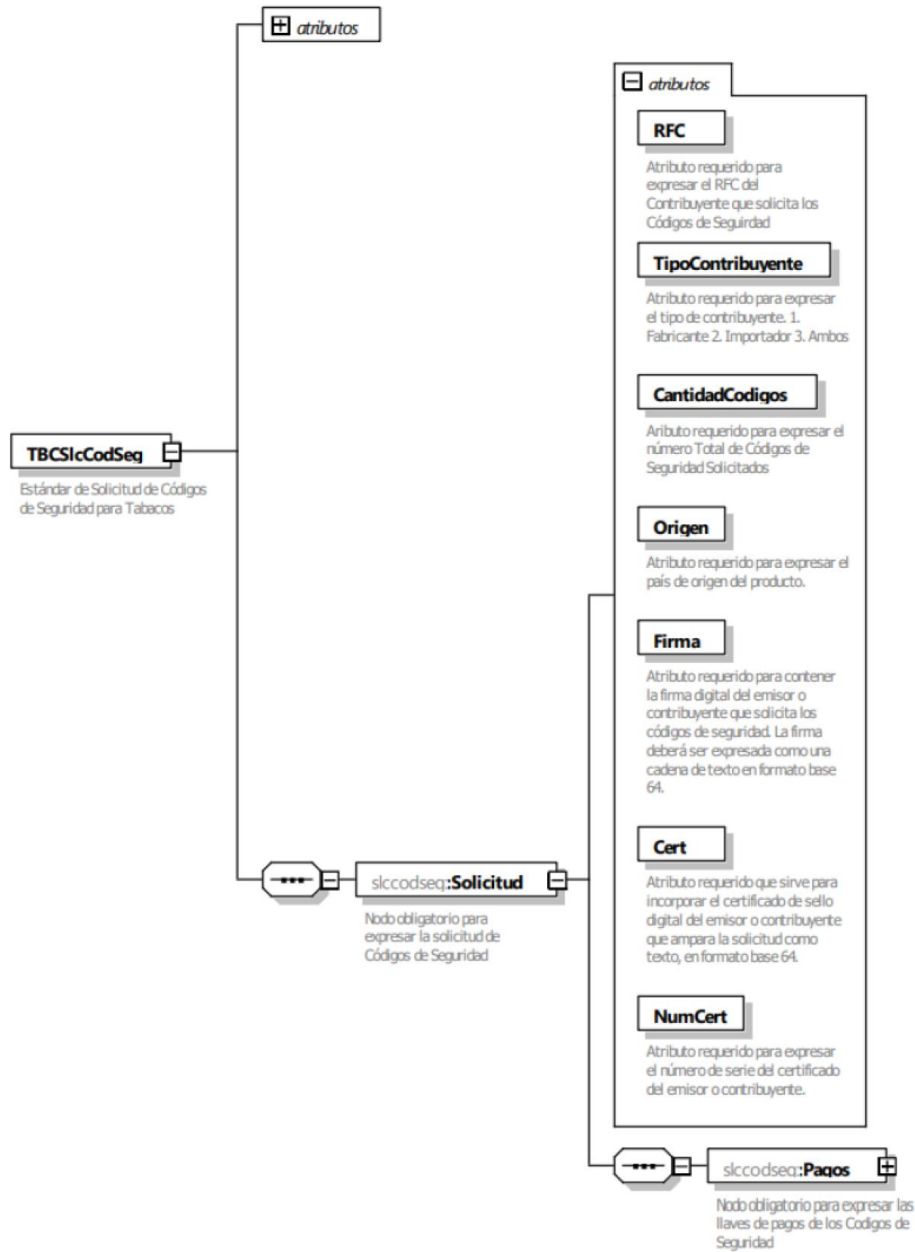 atributos
atributos
RFC
Atributo requerido para
expresar el RFC del
Contribuyente que solicita los
Códigos de Seguirdad
TipoContribuyente
Atributo requerido para expresar
el tipo de contribuyente. 1.
Fabricante 2. Importador 3. Ambos
CantidadCodigos
Aributo requerido para expresar el
número Total de Códigos de
Seguridad Solicitados
TBCSlcCodSeg
Estándar de Solicitud de Códigos
de Seguridad para Tabacos
Origen
Atributo requerido para expresar el
país de origen del producto.
Firma
Atributo requerido para contener
la firma digital del emisor o
contribuyente que solicita los
códigos de seguridad. La firma
deberá ser expresada como una
cadena de texto en formato base
64.
Cert
Atributo requerido que sirve para
incorporar el certificado de sello
digital del emisor o contribuyente
que ampara la solicitud como
texto, en formato base 64.
slccodseg:Solicitud
Nodo obligatorio para
expresar la solicitud de
Códigos de Seguridad
NumCert
Atributo requerido para expresar
el número de serie del certificado
del emisor o contribuyente.
slccodseg:Pagos
Nodo obligatorio para expresar las
llaves de pagos de los Codigos de
Seguridad